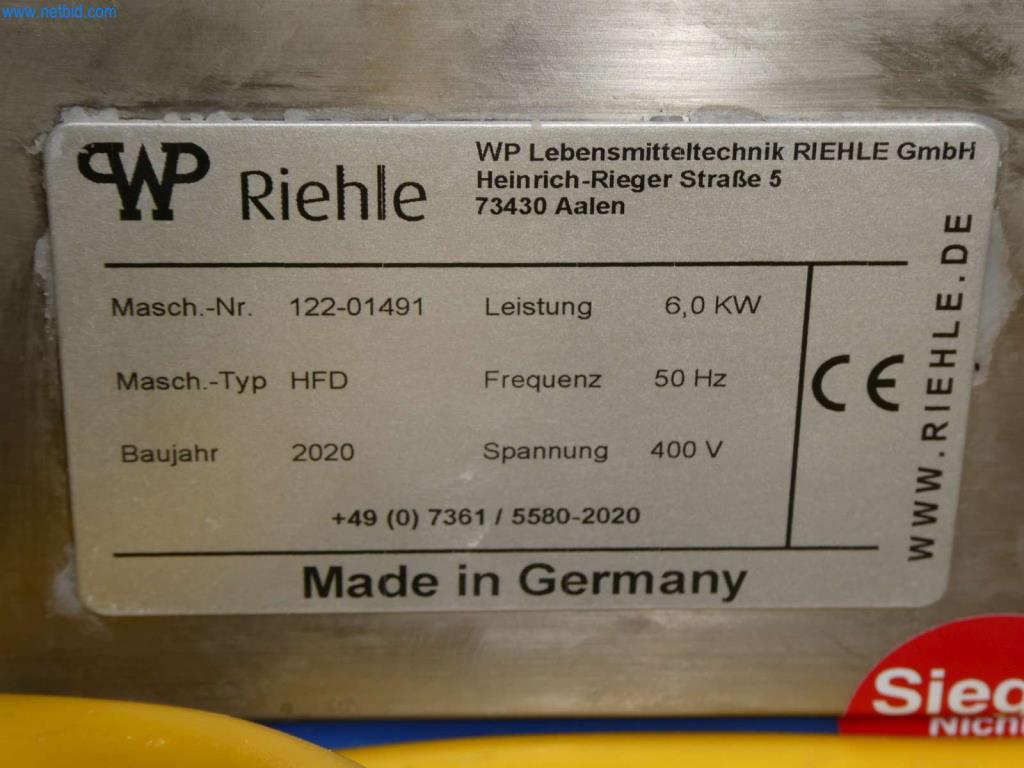 www.netbid.com
WP Riehle
WP Lebensmitteltechnik RIEHLE GmbH
Heinrich-Rieger Straße 5
73430 Aalen
Masch.-Nr. 122-01491 Leistung 6,0 KW
Masch.-Typ HFD Frequenz 50 Hz
Baujahr 2020 Spannung 400 V
+49 (0) 7361 / 5580-2020
CE
WWW.RIEHLE.DE
Made in Germany